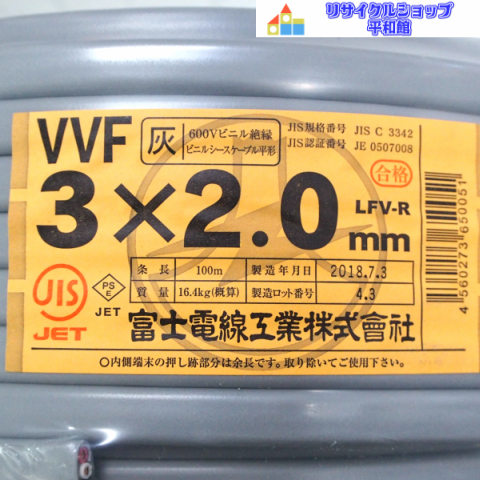 リサイクルショップ
平和館
VVF 灰 600Vビニル絶縁
ビニルシースケーブル平形
JIS規格番号 JIS C 3342
JIS認証番号 JE 0507008
合格
3×2.0mm
LFV-R
条長 100m 製造年月日 2018.7.3
質量 16.4kg(概算) 製造ロット番号 4.3
JIS
JET
PS
E
JET
富士電線工業株式會社
○内側端末の押し跡部分は余長です。取り除いてご使用下さい。
4 560273 650051